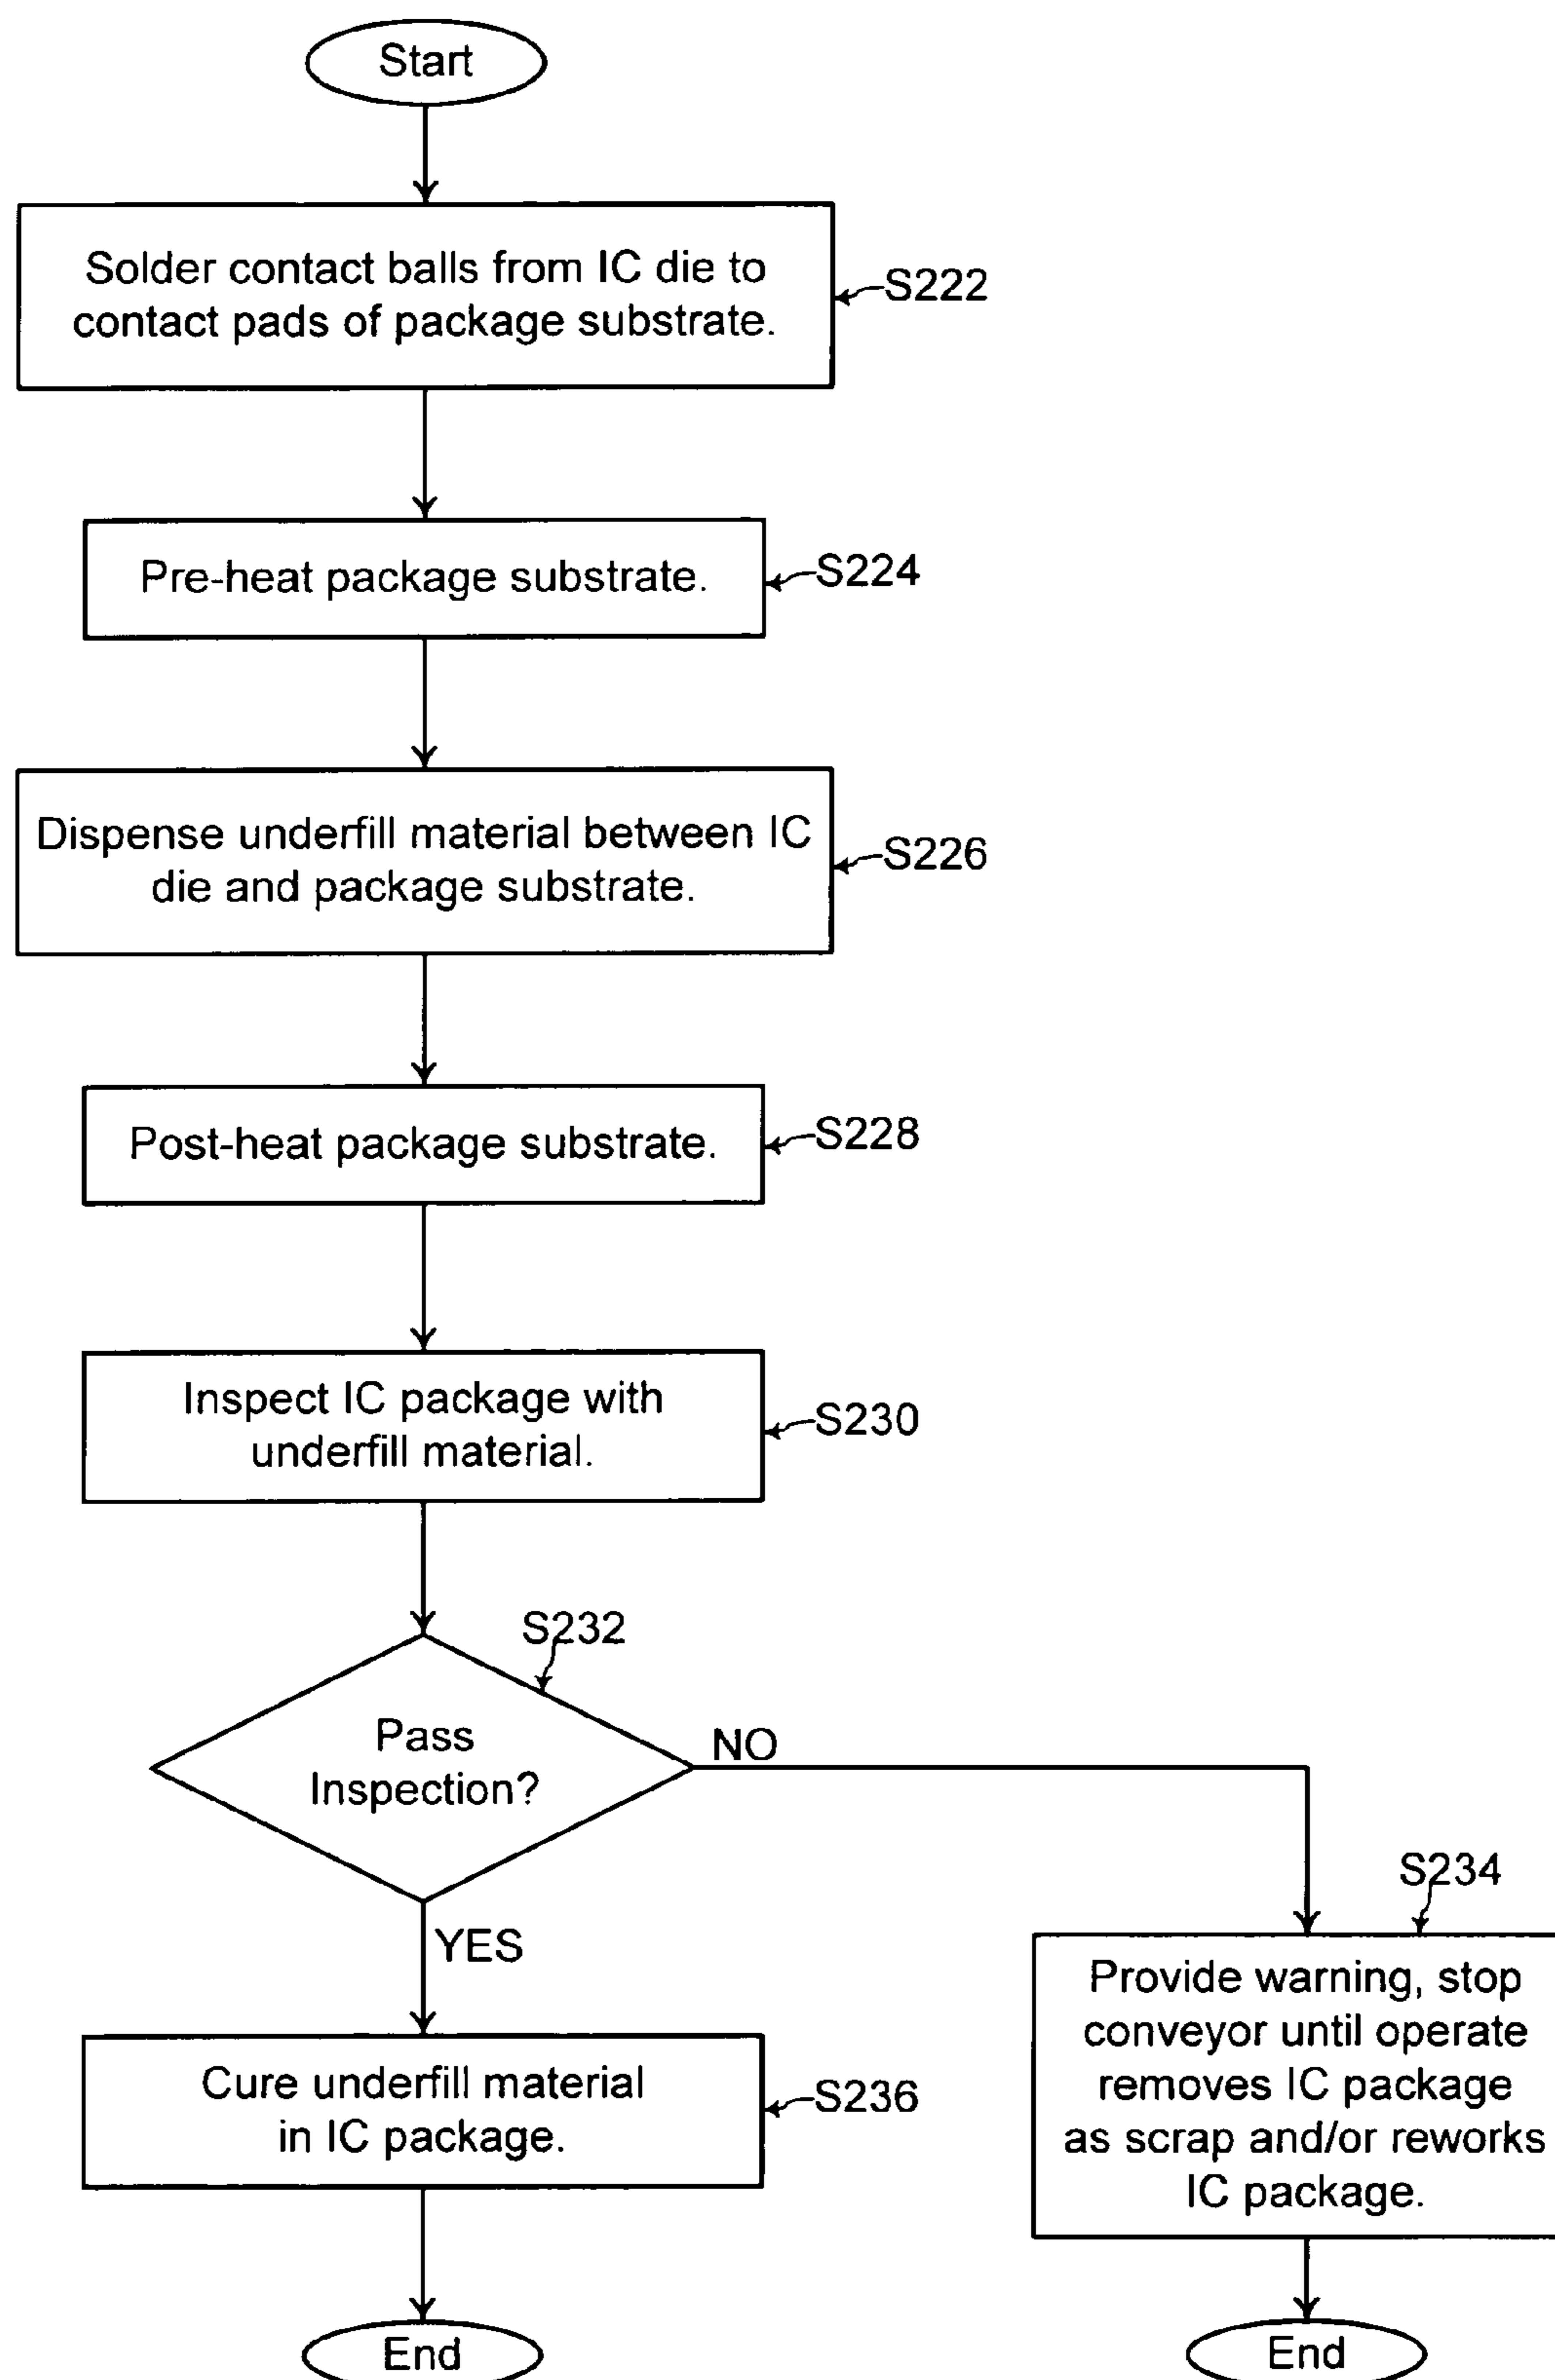 Start
Solder contact balls from IC die to
contact pads of package substrate.
S222
Pre-heat package substrate.
S224
Dispense underfill material between IC
die and package substrate.
S226
Post-heat package substrate.
S228
Inspect IC package with
underfill material.
S230
S232
Pass
Inspection?
NO
YES
S234
Provide warning, stop
conveyor until operate
removes IC package
as scrap and/or reworks
IC package.
Cure underfill material
in IC package.
S236
End
End